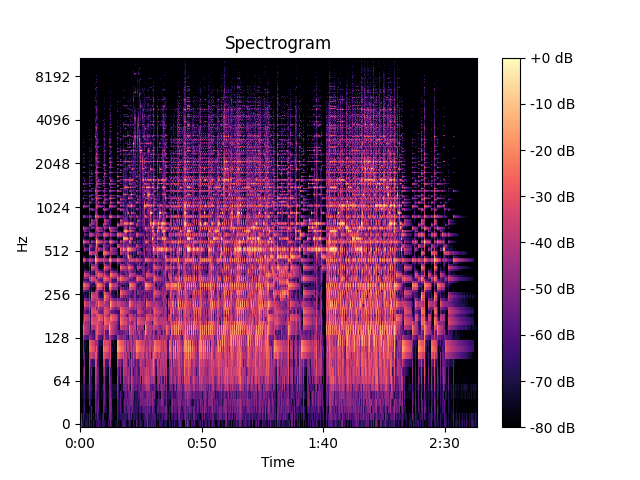 Spectrogram
8192
4096
2048
1024
512
256
128
64
0
Hz
0:00
0:50
1:40
2:30
Time
+0 dB
-10 dB
-20 dB
-30 dB
-40 dB
-50 dB
-60 dB
-70 dB
-80 dB